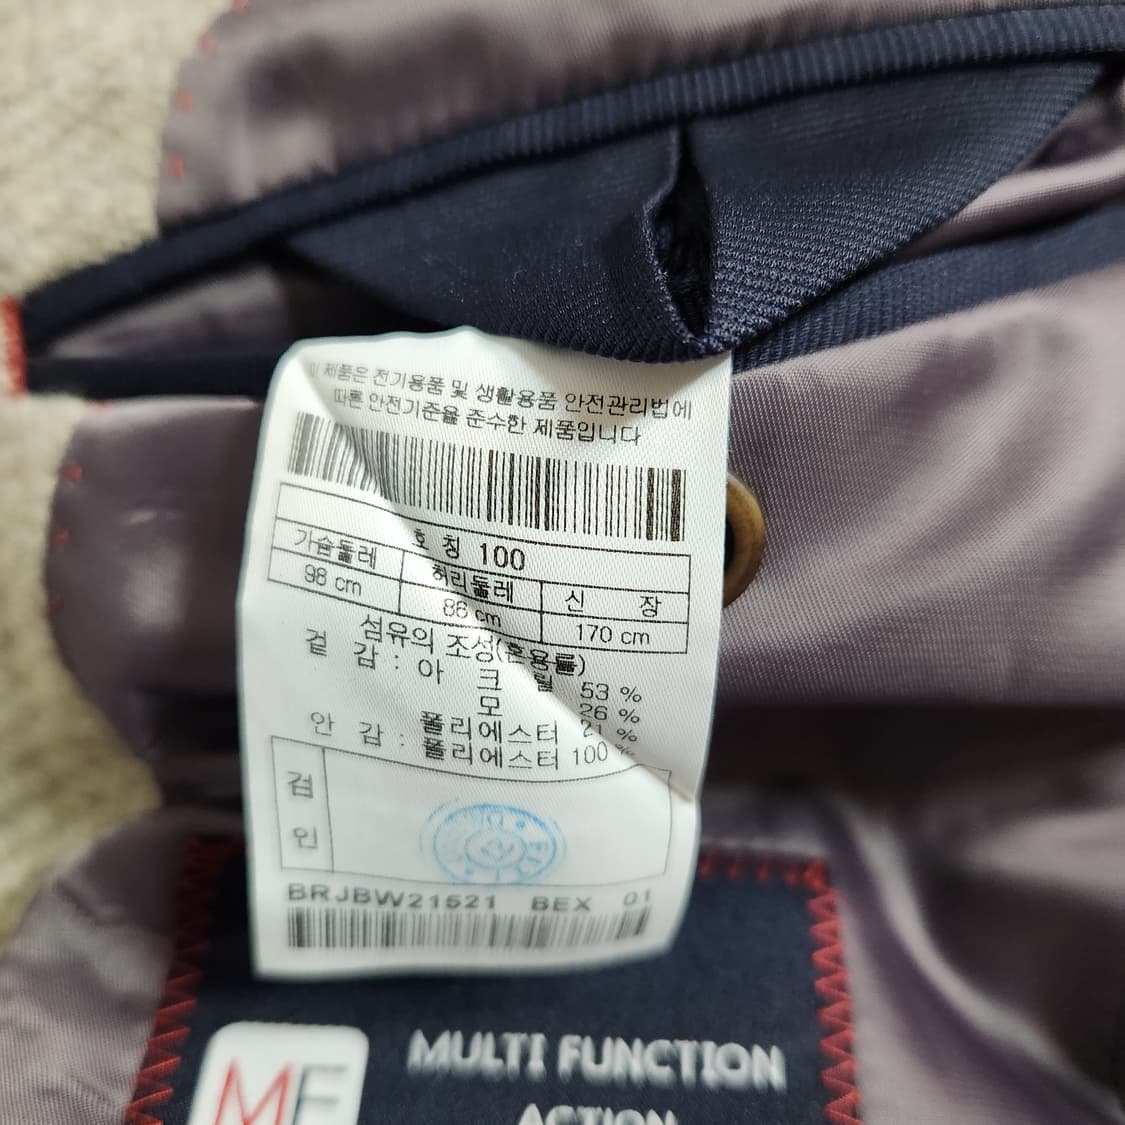 이 제품은 전기용품 및 생활용품 안전관리법에
따른 안전기준을 준수한 제품입니다
호 칭 100
가슴둘레 허리둘레 신 장
98 cm 86 cm 170 cm
섬유의 조성(혼용률)
겉 감 : 아 크 릴 53 %
모 26 %
폴리에스터 21 %
안 감 : 폴리에스터 100 %
검
인
BRJBW21521 BEX 01
MULTI FUNCTION
ACTION
MF